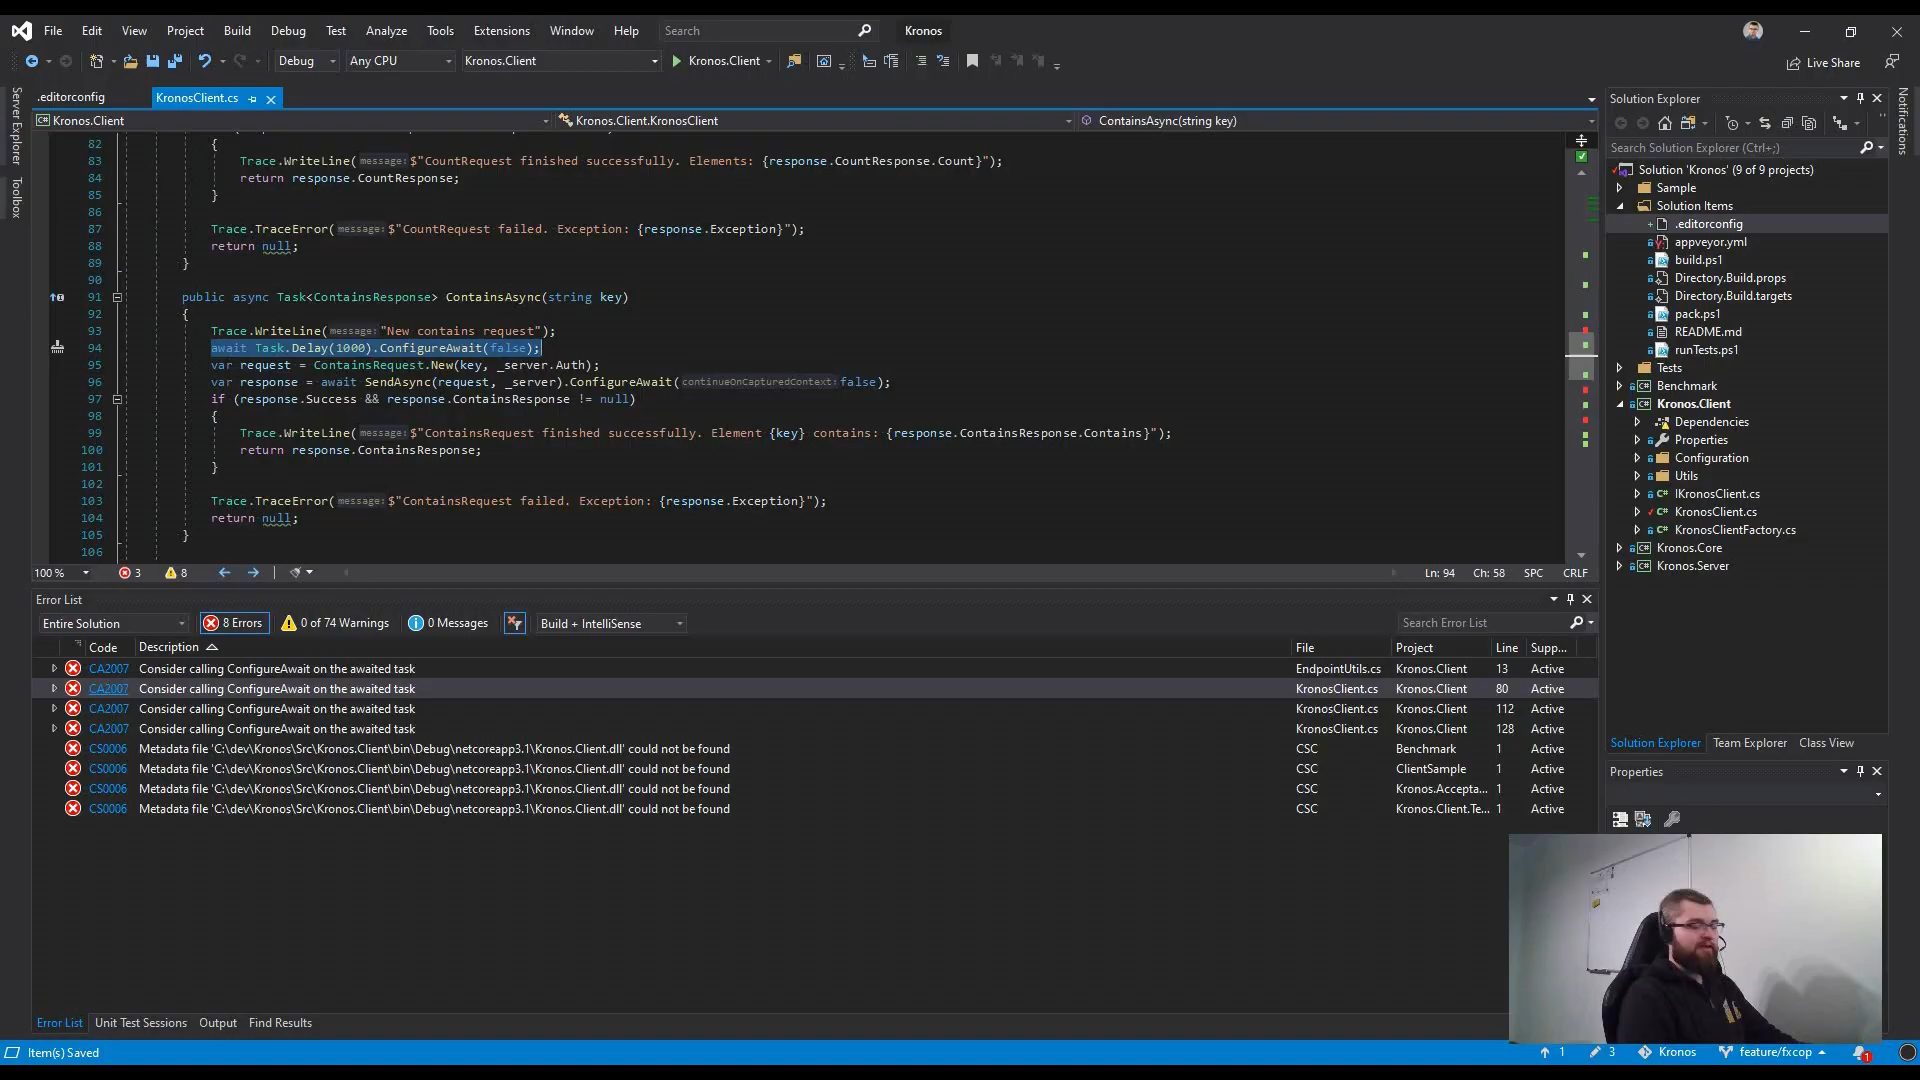 File Edit View Project Build Debug Test Analyze Tools Extensions Window Help Search Kronos
Debug Any CPU Kronos.Client Kronos.Client Live Share
.editorconfig KronosClient.cs
Kronos.Client Kronos.Client.KronosClient ContainsAsync(string key)
82 {
83 Trace.WriteLine(message: $"CountRequest finished successfully. Elements: {response.CountResponse.Count}");
84 return response.CountResponse;
85 }
86
87 Trace.TraceError(message: $"CountRequest failed. Exception: {response.Exception}");
88 return null;
89 }
90
91 public async Task<ContainsResponse> ContainsAsync(string key)
92 {
93 Trace.WriteLine(message: "New contains request");
94 await Task.Delay(1000).ConfigureAwait(false);
95 var request = ContainsRequest.New(key, _server.Auth);
96 var response = await SendAsync(request, _server).ConfigureAwait(continueOnCapturedContext: false);
97 if (response.Success && response.ContainsResponse != null)
98 {
99 Trace.WriteLine(message: $"ContainsRequest finished successfully. Element {key} contains: {response.ContainsResponse.Contains}");
100 return response.ContainsResponse;
101 }
102
103 Trace.TraceError(message: $"ContainsRequest failed. Exception: {response.Exception}");
104 return null;
105 }
106
100 % 3 8 Ln: 94 Ch: 58 SPC CRLF
Server Explorer
Toolbox
Notifications
Solution Explorer
Search Solution Explorer (Ctrl+;)
Solution 'Kronos' (9 of 9 projects)
Sample
Solution Items
.editorconfig
appveyor.yml
build.ps1
Directory.Build.props
Directory.Build.targets
pack.ps1
README.md
runTests.ps1
Tests
Benchmark
Kronos.Client
Dependencies
Properties
Configuration
Utils
IKronosClient.cs
KronosClient.cs
KronosClientFactory.cs
Kronos.Core
Kronos.Server
Solution Explorer Team Explorer Class View
Properties
Error List
Entire Solution 8 Errors 0 of 74 Warnings 0 Messages Build + IntelliSense Search Error List
Code Description File Project Line Supp...
CA2007 Consider calling ConfigureAwait on the awaited task EndpointUtils.cs Kronos.Client 13 Active
CA2007 Consider calling ConfigureAwait on the awaited task KronosClient.cs Kronos.Client 80 Active
CA2007 Consider calling ConfigureAwait on the awaited task KronosClient.cs Kronos.Client 112 Active
CA2007 Consider calling ConfigureAwait on the awaited task KronosClient.cs Kronos.Client 128 Active
CS0006 Metadata file 'C:\dev\Kronos\Src\Kronos.Client\bin\Debug\netcoreapp3.1\Kronos.Client.dll' could not be found CSC Benchmark 1 Active
CS0006 Metadata file 'C:\dev\Kronos\Src\Kronos.Client\bin\Debug\netcoreapp3.1\Kronos.Client.dll' could not be found CSC ClientSample 1 Active
CS0006 Metadata file 'C:\dev\Kronos\Src\Kronos.Client\bin\Debug\netcoreapp3.1\Kronos.Client.dll' could not be found CSC Kronos.Accepta... 1 Active
CS0006 Metadata file 'C:\dev\Kronos\Src\Kronos.Client\bin\Debug\netcoreapp3.1\Kronos.Client.dll' could not be found CSC Kronos.Client.Te... 1 Active
Error List Unit Test Sessions Output Find Results
Item(s) Saved 1 3 Kronos feature/fxcop 1